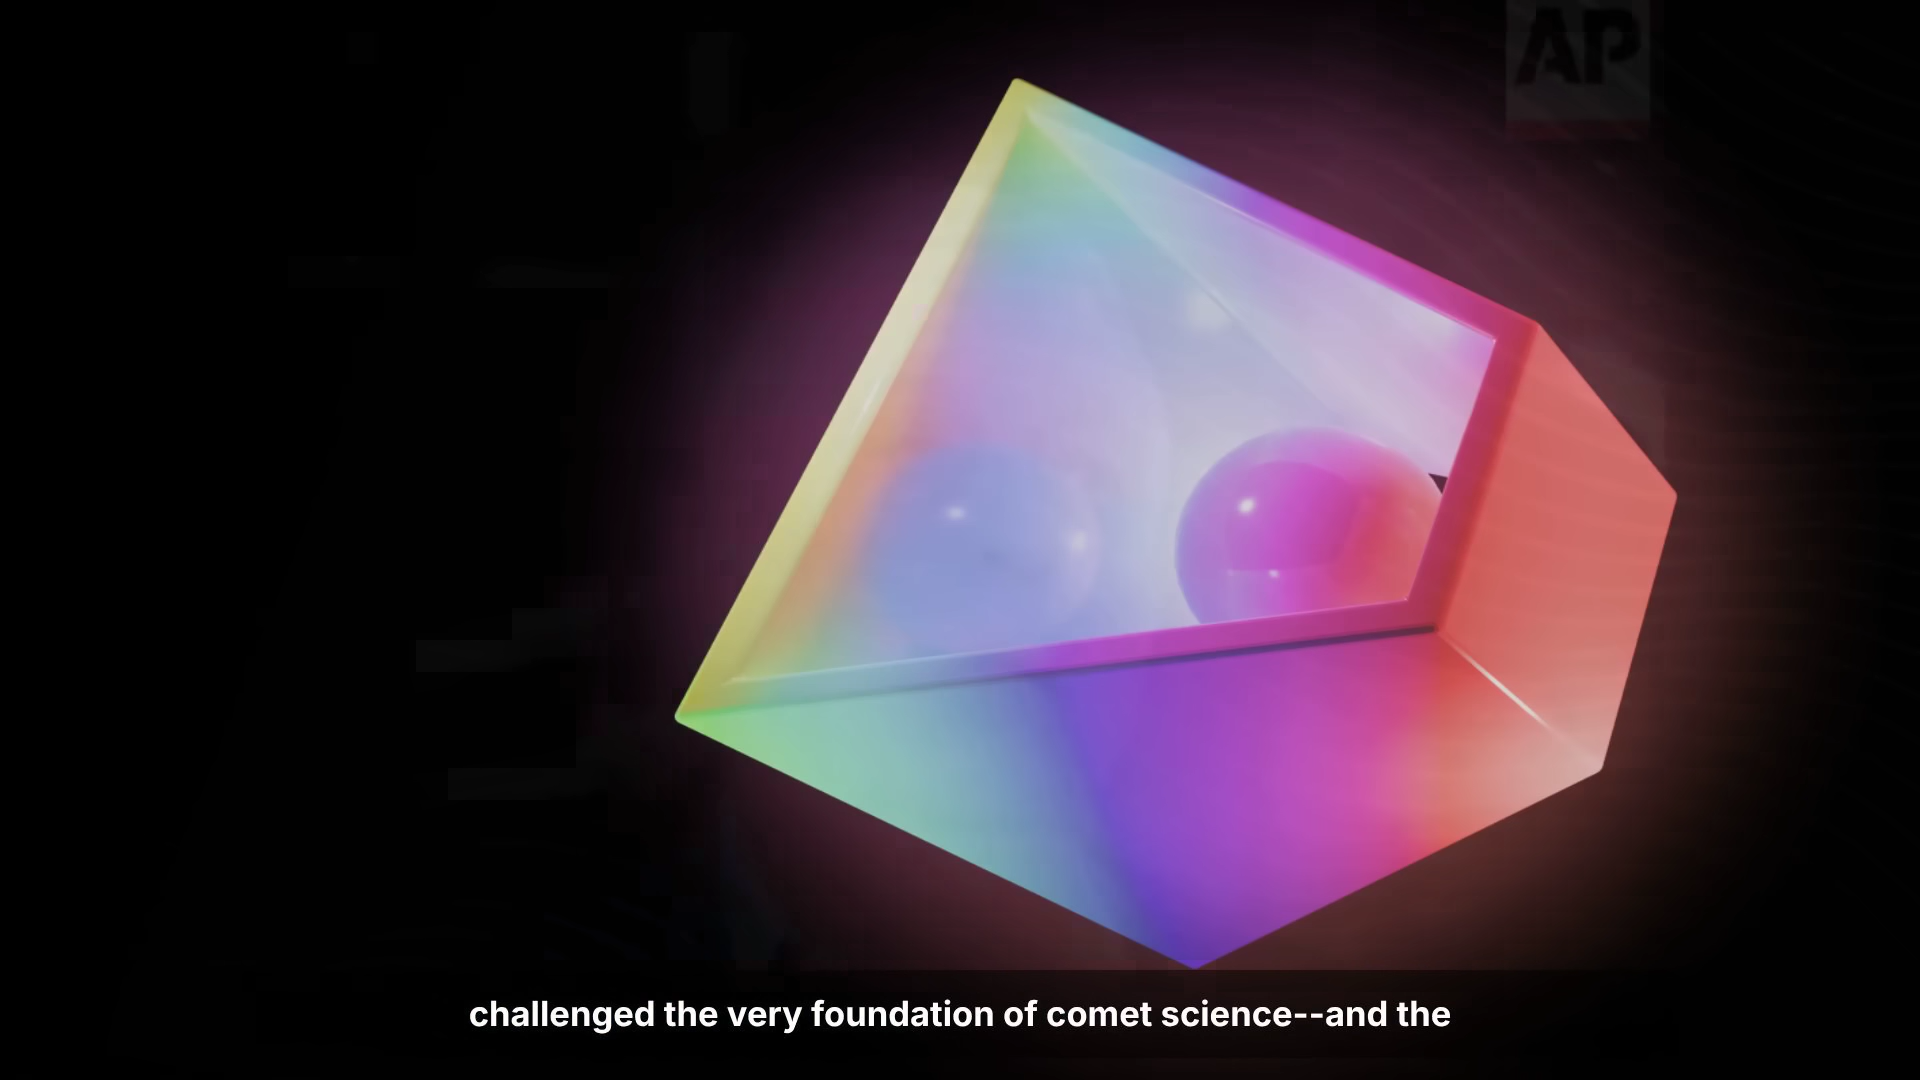 AP
challenged the very foundation of comet science--and the